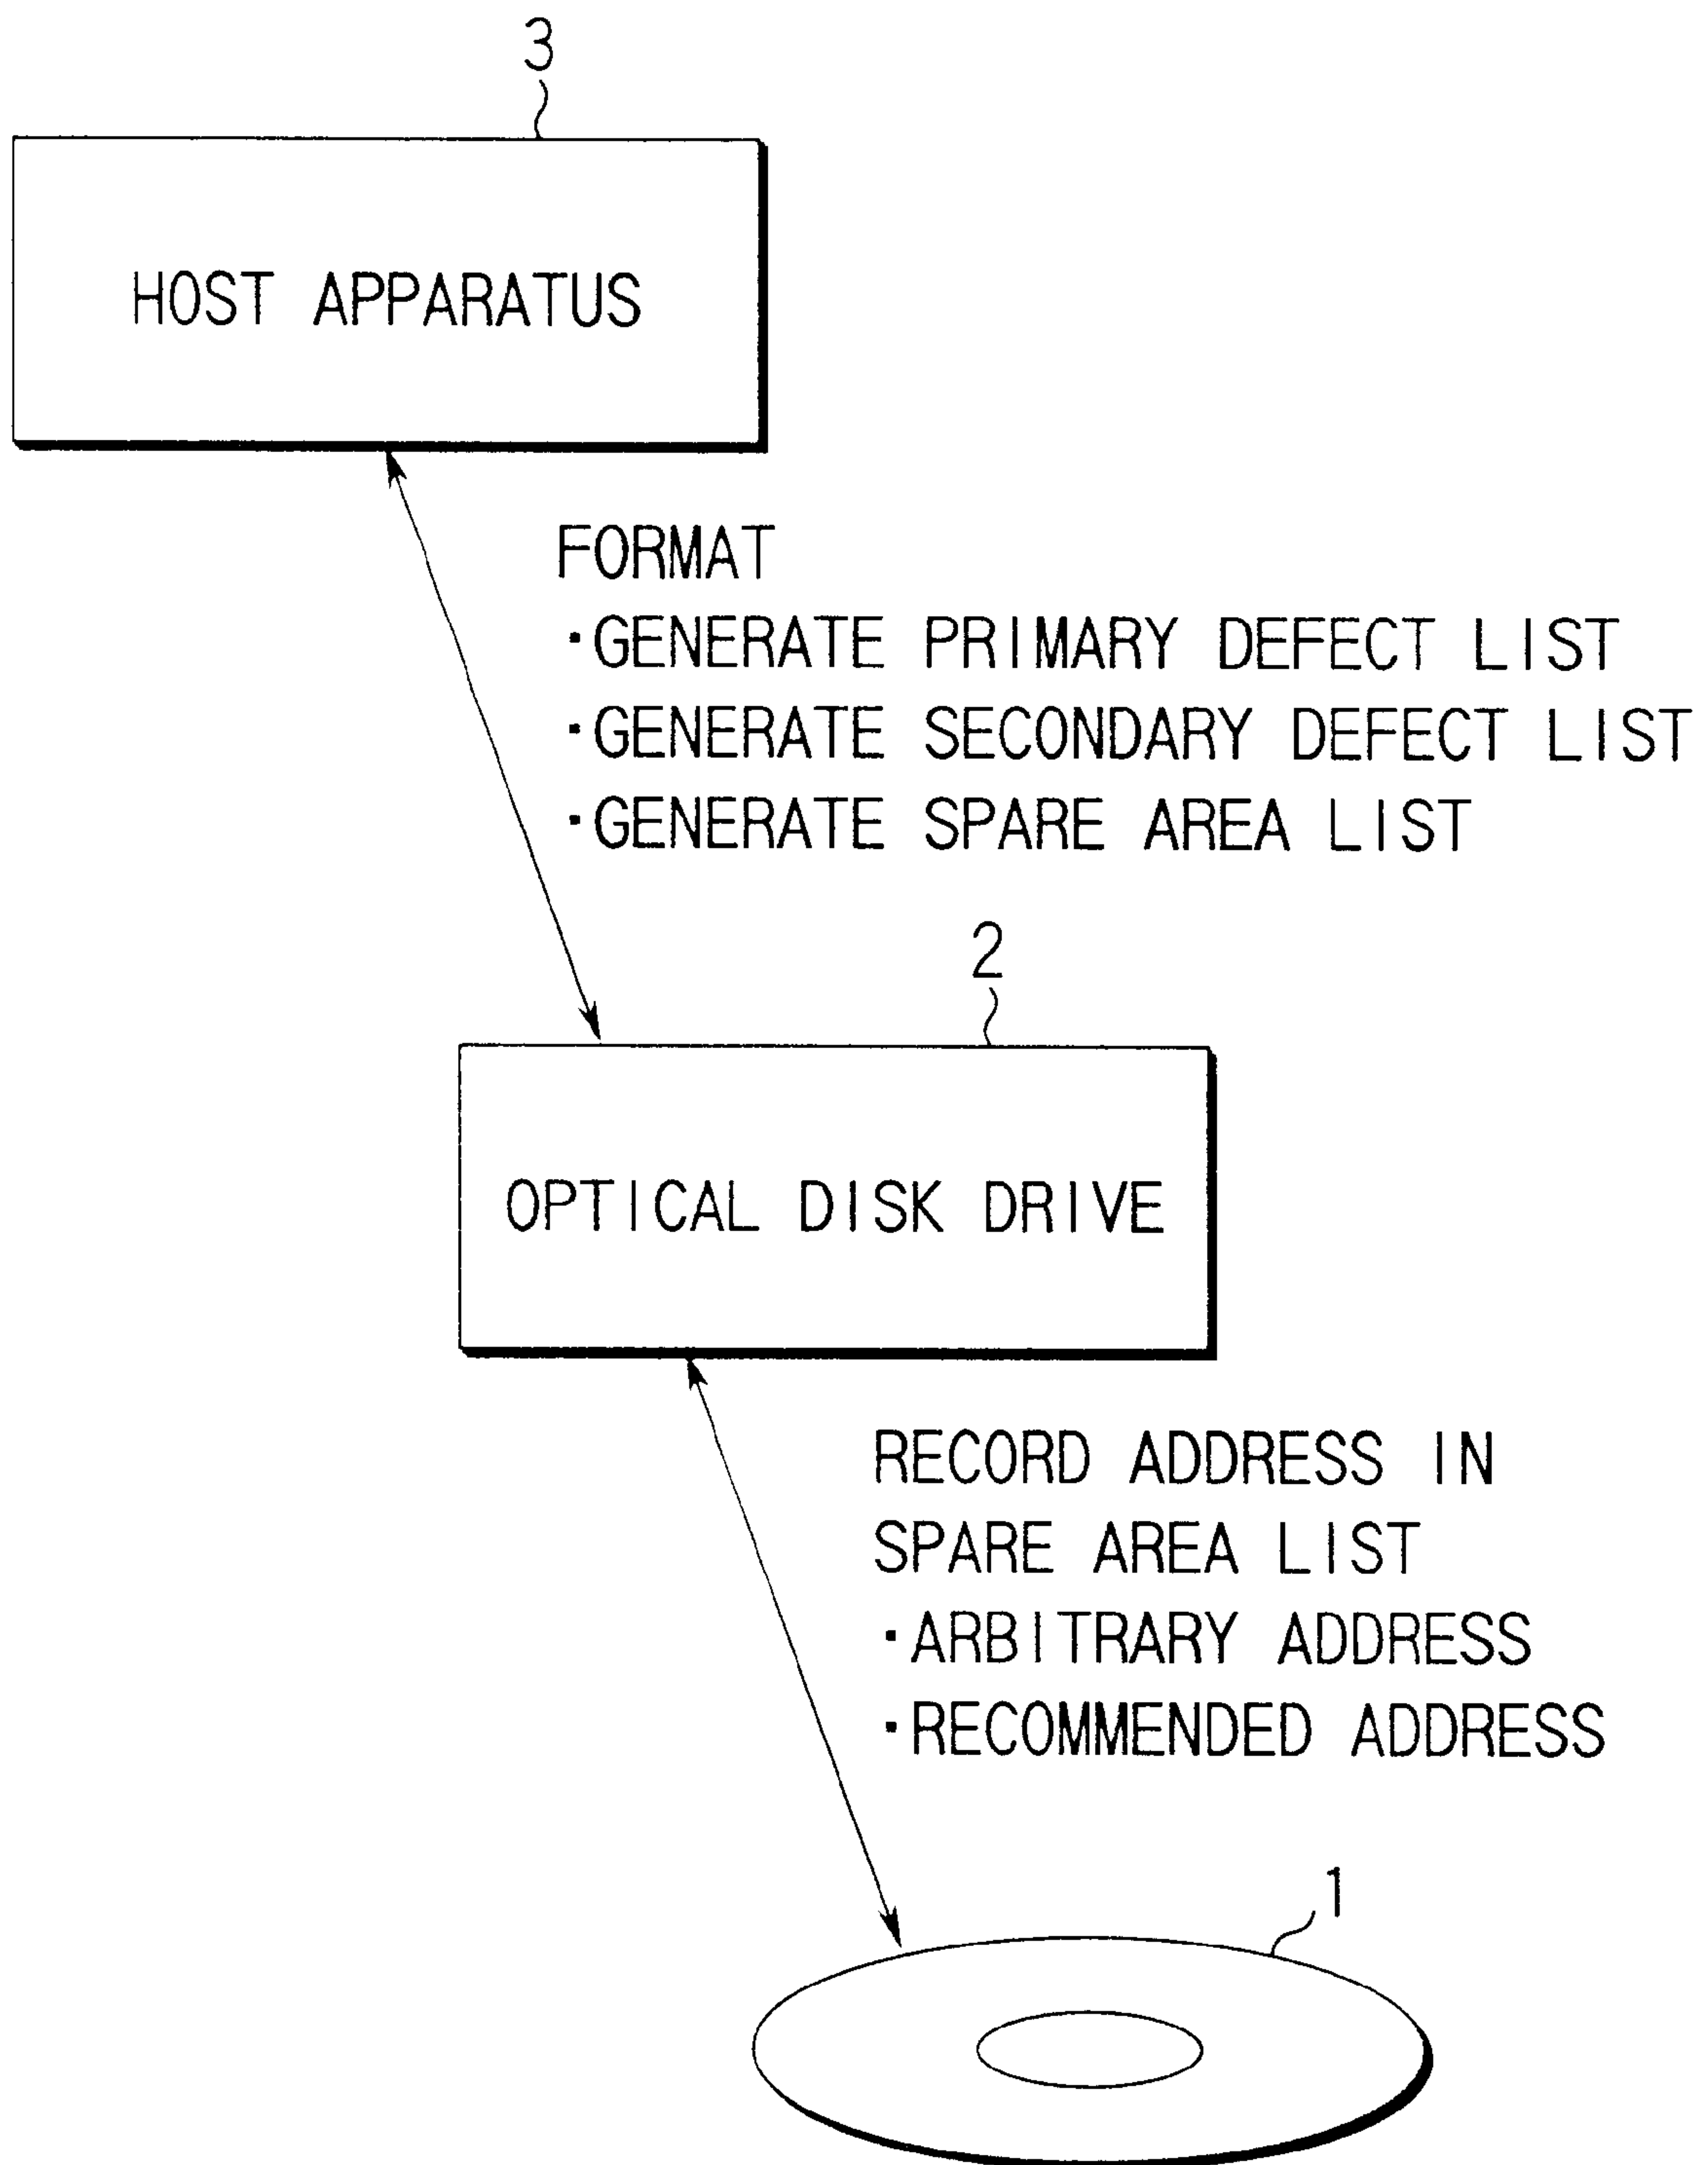 3
HOST APPARATUS
FORMAT
·GENERATE PRIMARY DEFECT LIST
·GENERATE SECONDARY DEFECT LIST
·GENERATE SPARE AREA LIST
2
OPTICAL DISK DRIVE
RECORD ADDRESS IN
SPARE AREA LIST
·ARBITRARY ADDRESS
·RECOMMENDED ADDRESS
1